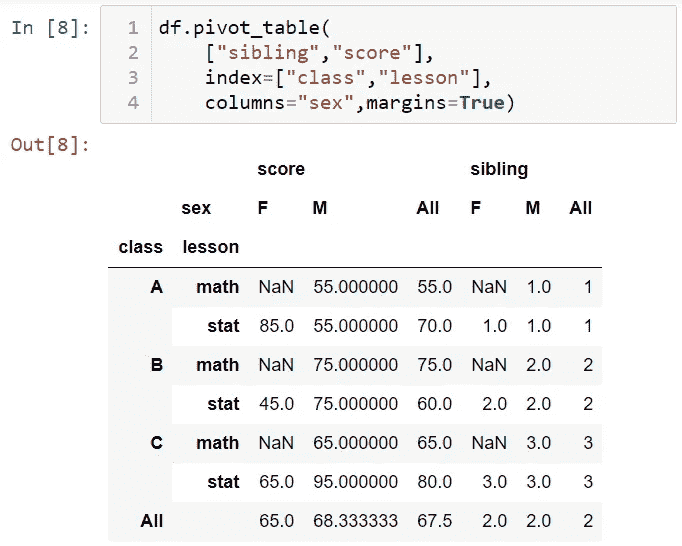 In [8]:
1 df.pivot_table(
2     ["sibling","score"],
3     index=["class","lesson"],
4     columns="sex",margins=True)
Out[8]:
score sibling
sex F M All F M All
class lesson
A math NaN 55.000000 55.0 NaN 1.0 1
stat 85.0 55.000000 70.0 1.0 1.0 1
B math NaN 75.000000 75.0 NaN 2.0 2
stat 45.0 75.000000 60.0 2.0 2.0 2
C math NaN 65.000000 65.0 NaN 3.0 3
stat 65.0 95.000000 80.0 3.0 3.0 3
All 65.0 68.333333 67.5 2.0 2.0 2